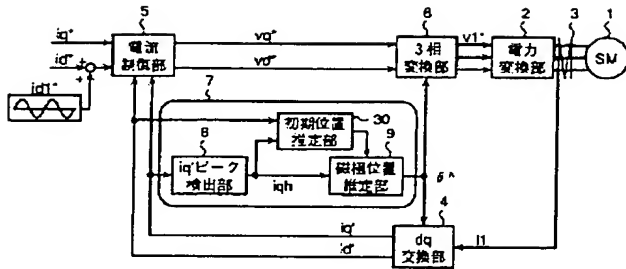 5
iq*
id*
+
+
id1*
電流
制御部
vq*
vd*
6
3相
変換部
v1*
2
電力
変換部
3
1
SM
7
30
初期位置
推定部
8
iq'ピーク
検出部
iqh
9
磁極位置
推定部
θ^
4
dq
変換部
iq'
id'
I1